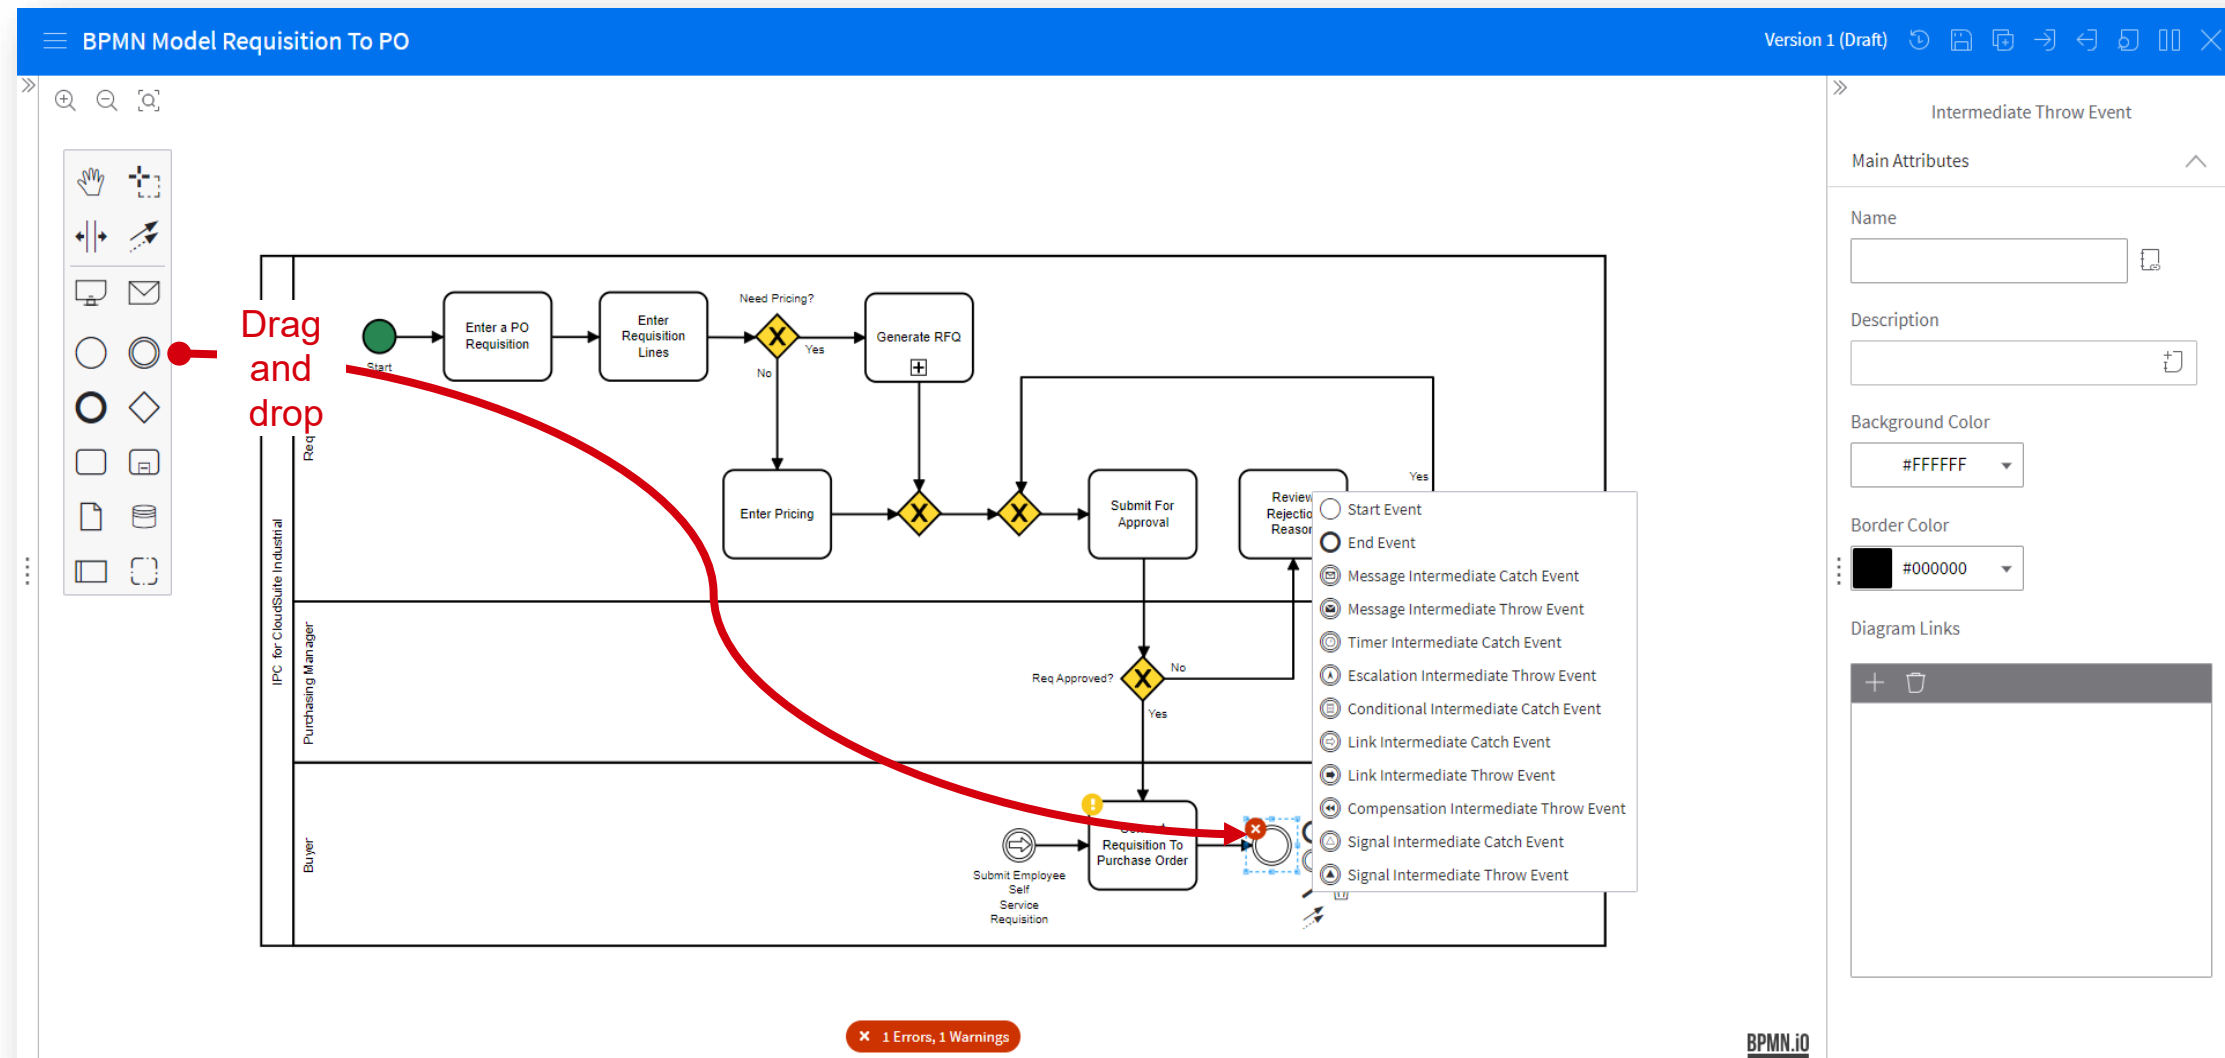 BPMN Model Requisition To PO
Version 1 (Draft)
Intermediate Throw Event
Main Attributes
Name
Description
Background Color
#FFFFFF
Border Color
#000000
Diagram Links
Drag
and
drop
IPC for CloudSuite Industrial
Req
Purchasing Manager
Buyer
Start
Enter a PO
Requisition
Enter
Requisition
Lines
Need Pricing?
Yes
No
Generate RFQ
Enter Pricing
Submit For
Approval
Review
Rejectio
Reason
Yes
Req Approved?
No
Yes
Submit Employee
Self
Service
Requisition
Requisition To
Purchase Order
Start Event
End Event
Message Intermediate Catch Event
Message Intermediate Throw Event
Timer Intermediate Catch Event
Escalation Intermediate Throw Event
Conditional Intermediate Catch Event
Link Intermediate Catch Event
Link Intermediate Throw Event
Compensation Intermediate Throw Event
Signal Intermediate Catch Event
Signal Intermediate Throw Event
1 Errors, 1 Warnings
BPMN.iO